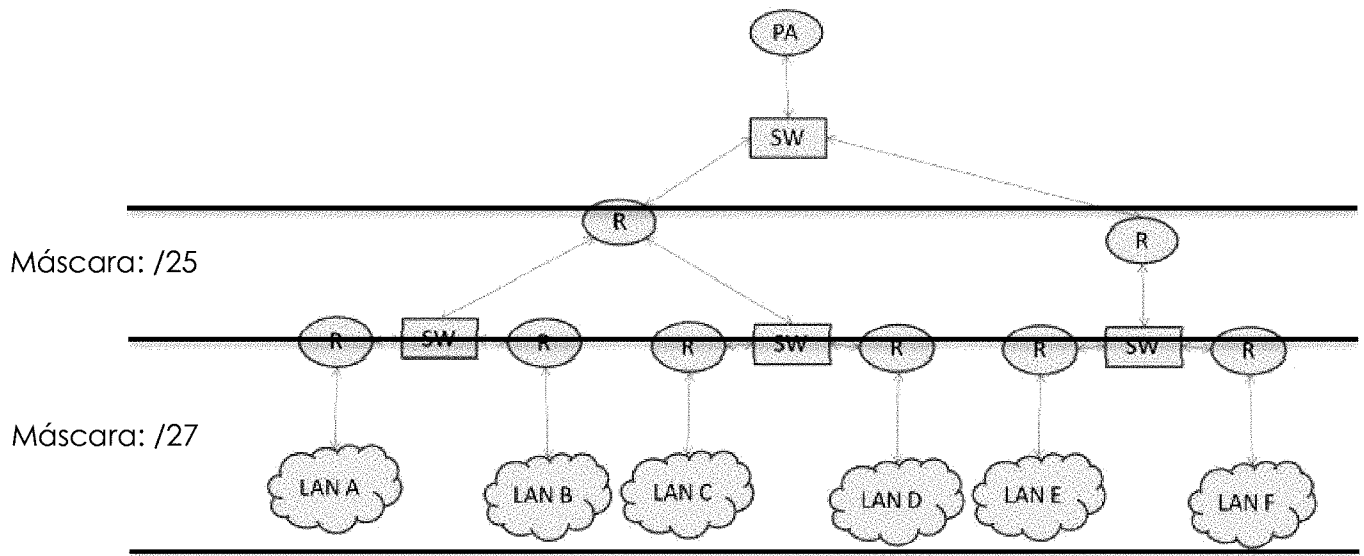 PA
SW
R
R
Máscara: /25
R
SW
R
R
SW
R
R
SW
R
Máscara: /27
LAN A
LAN B
LAN C
LAN D
LAN E
LAN F